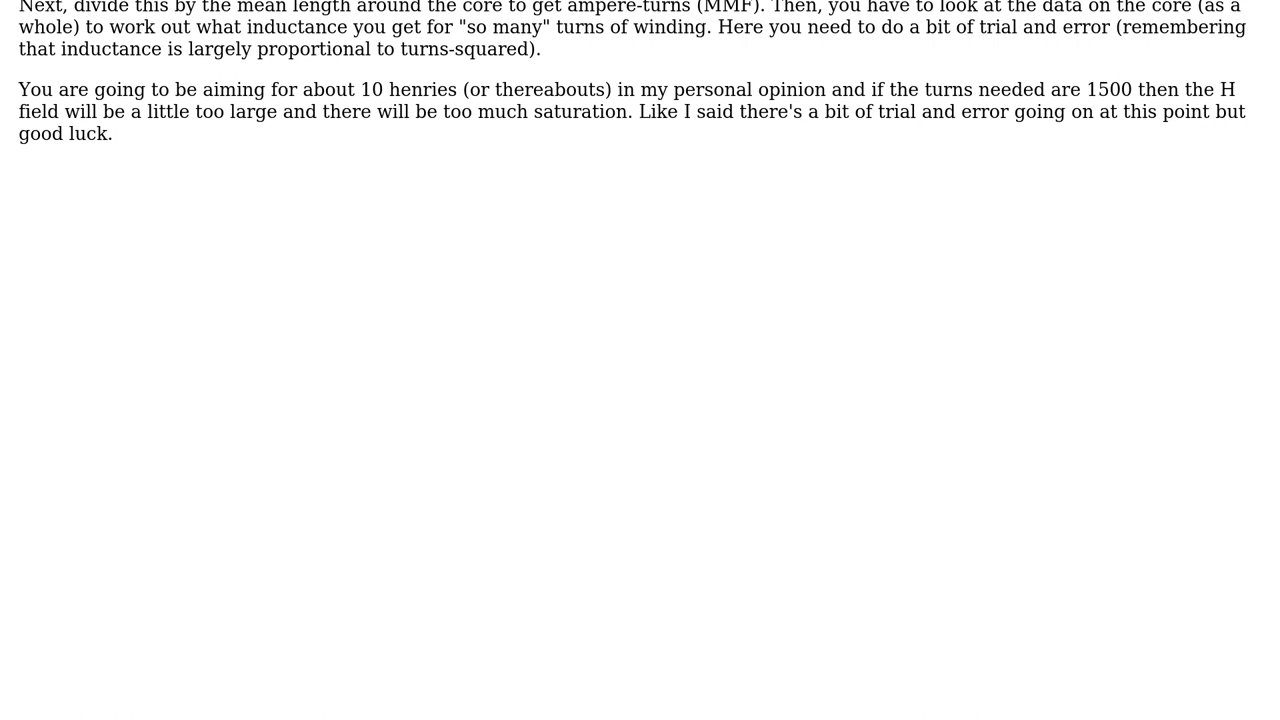 Next, divide this by the mean length around the core to get ampere-turns (MMF). Then, you have to look at the data on the core (as a
whole) to work out what inductance you get for "so many" turns of winding. Here you need to do a bit of trial and error (remembering
that inductance is largely proportional to turns-squared).
You are going to be aiming for about 10 henries (or thereabouts) in my personal opinion and if the turns needed are 1500 then the H
field will be a little too large and there will be too much saturation. Like I said there's a bit of trial and error going on at this point but
good luck.